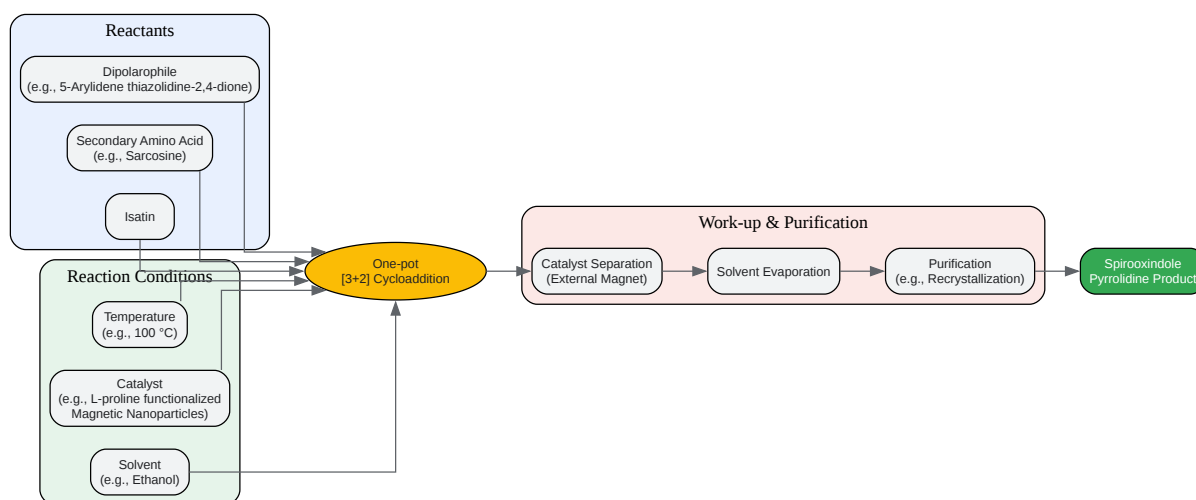 Reactants
Dipolarophile
(e.g., 5-Arylidene thiazolidine-2,4-dione)
Secondary Amino Acid
(e.g., Sarcosine)
Isatin
Reaction Conditions
Temperature
(e.g., 100 °C)
Catalyst
(e.g., L-proline functionalized
Magnetic Nanoparticles)
Solvent
(e.g., Ethanol)
One-pot
[3+2] Cycloaddition
Work-up & Purification
Catalyst Separation
(External Magnet)
Solvent Evaporation
Purification
(e.g., Recrystallization)
Spirooxindole
Pyrrolidine Product